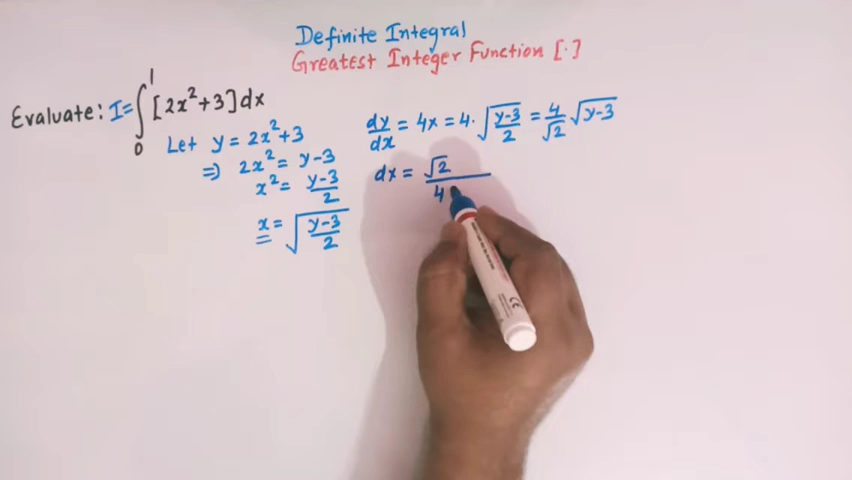 Definite Integral
Greatest Integer Function [·]
Evaluate: I = ∫₀¹ [2x²+3] dx
Let y = 2x²+3
⇒ 2x² = y-3
x² = (y-3)/2
x = √((y-3)/2)
dy/dx = 4x = 4·√((y-3)/2) = 4/√2 √(y-3)
dx = √2/4